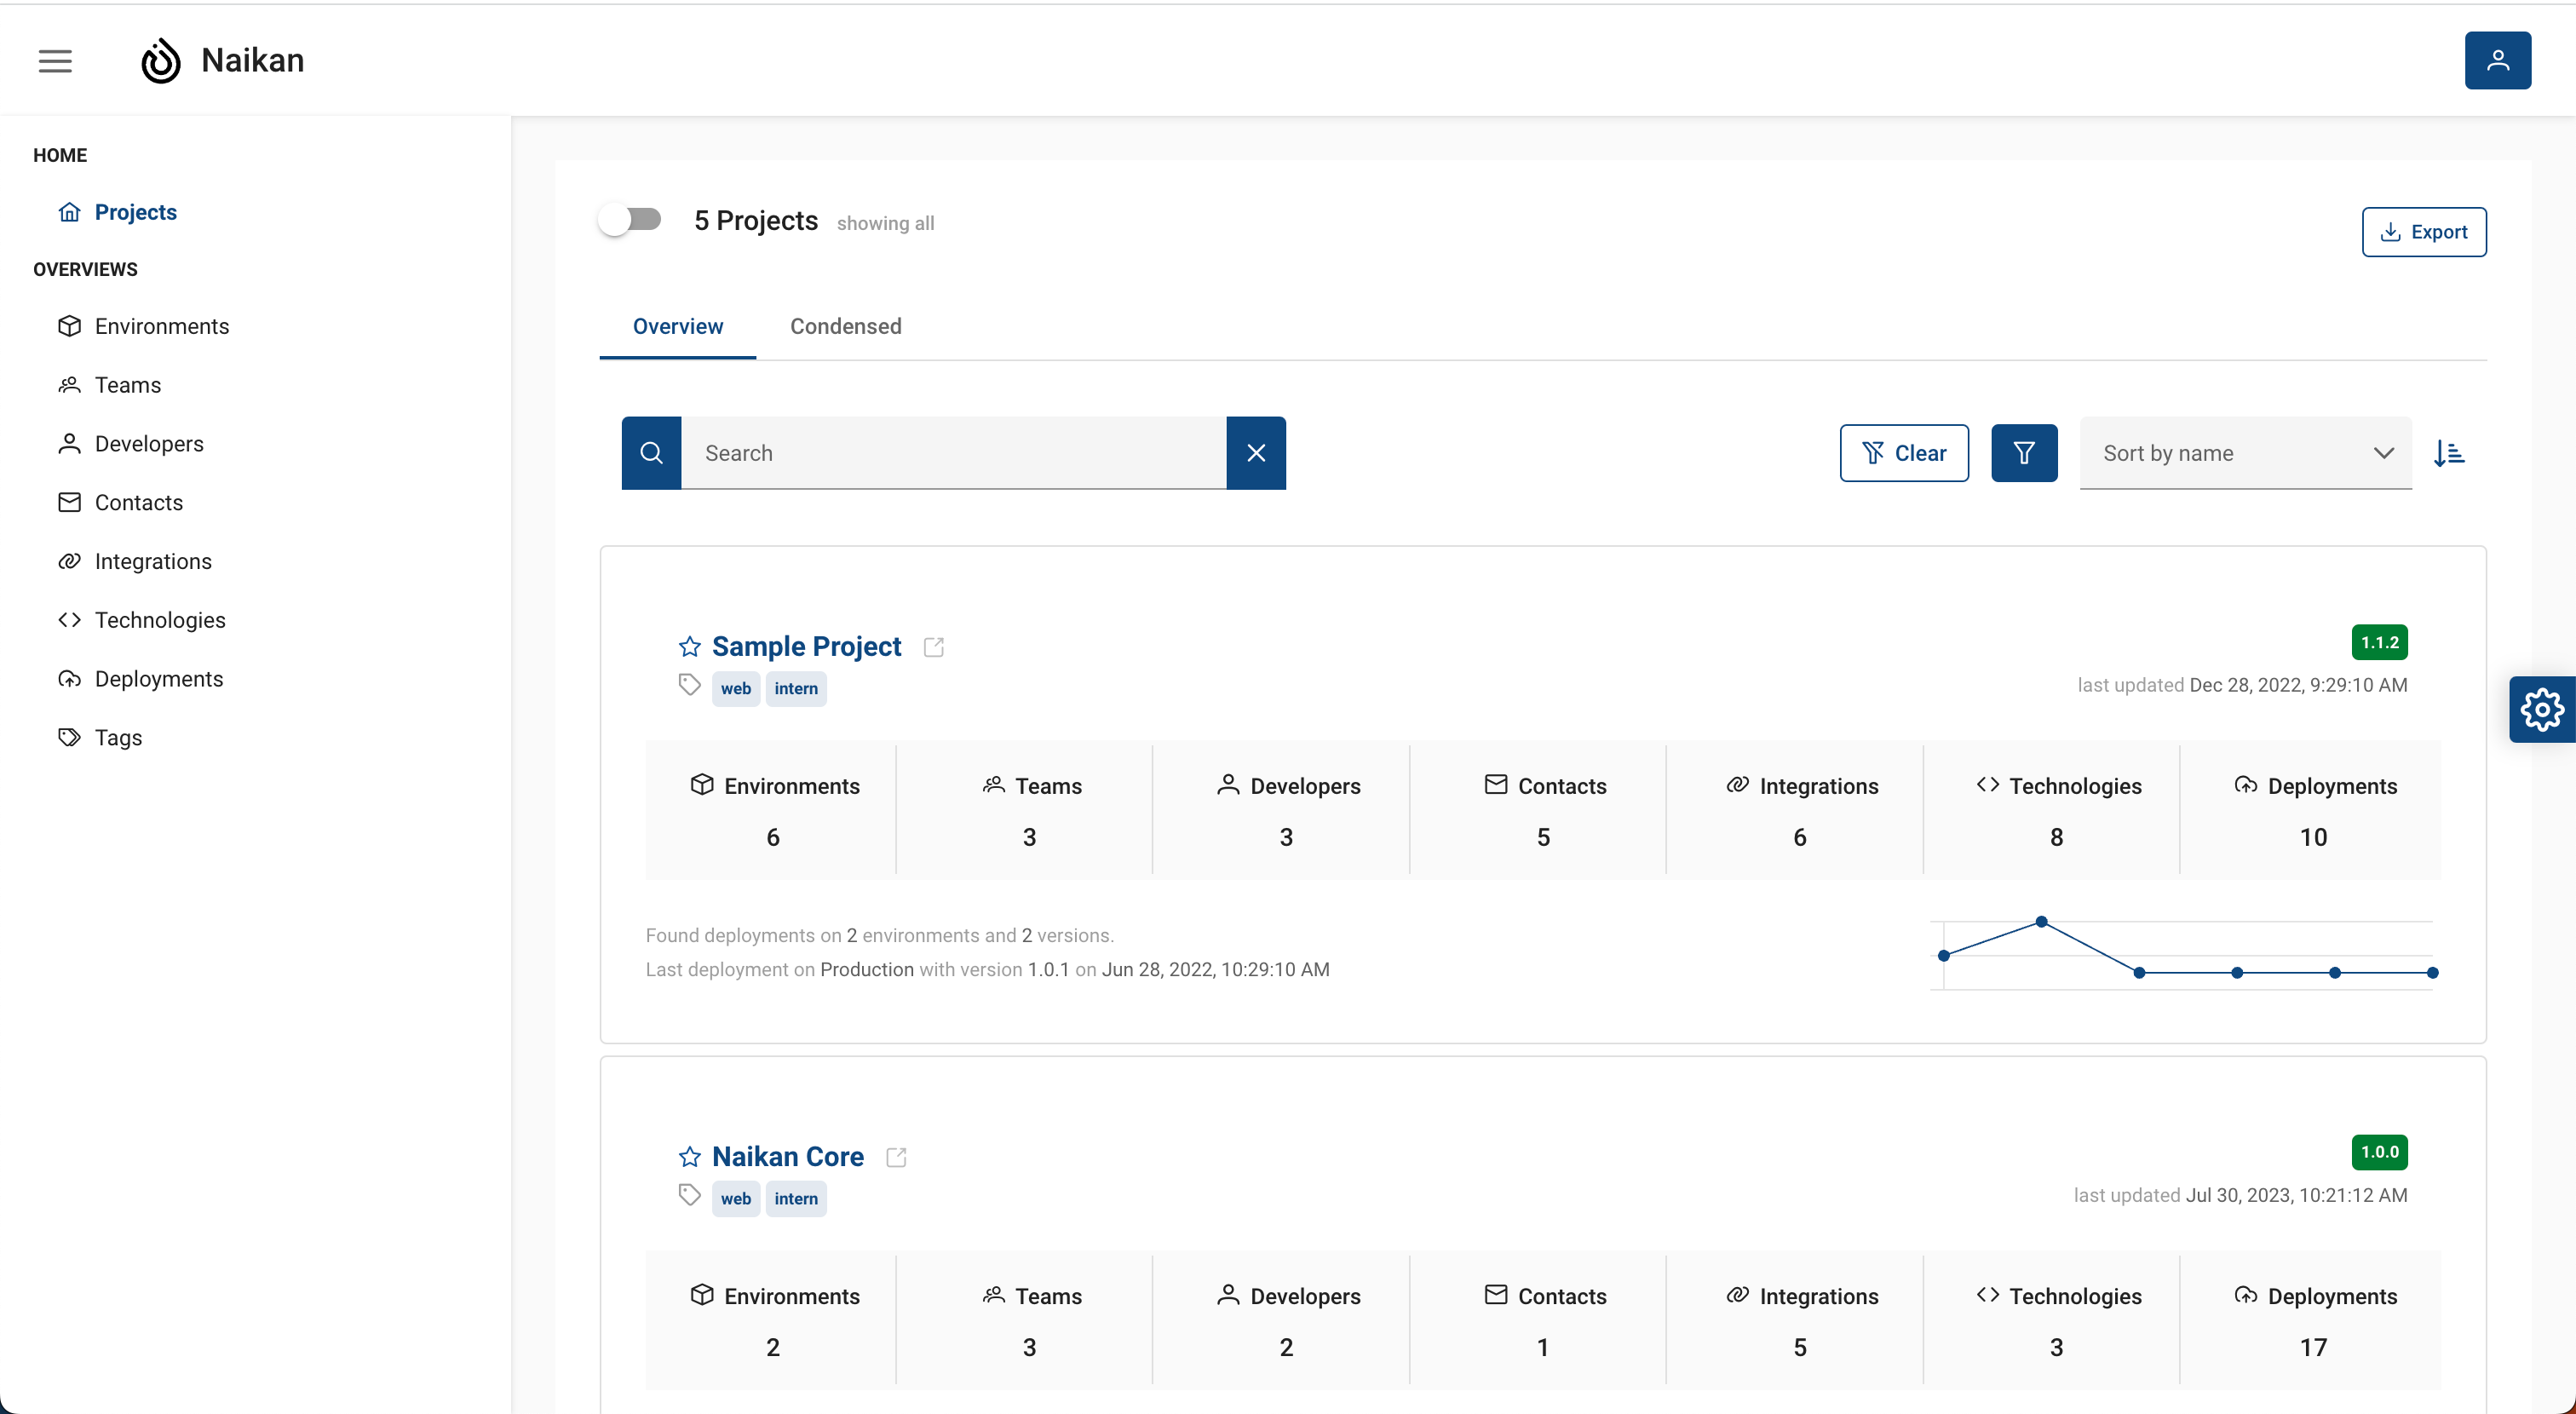 Naikan
HOME
Projects
OVERVIEWS
Environments
Teams
Developers
Contacts
Integrations
Technologies
Deployments
Tags
5 Projects showing all
Export
Overview Condensed
Search
Clear
Sort by name
Sample Project
1.1.2
web intern
last updated Dec 28, 2022, 9:29:10 AM
Environments Teams Developers Contacts Integrations Technologies Deployments
6 3 3 5 6 8 10
Found deployments on 2 environments and 2 versions.
Last deployment on Production with version 1.0.1 on Jun 28, 2022, 10:29:10 AM
Naikan Core
1.0.0
web intern
last updated Jul 30, 2023, 10:21:12 AM
Environments Teams Developers Contacts Integrations Technologies Deployments
2 3 2 1 5 3 17